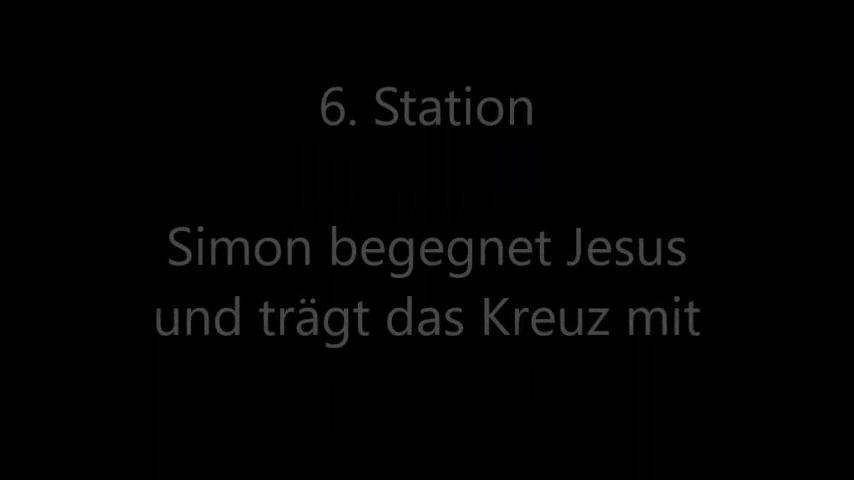 6. Station
Simon begegnet Jesus
und trägt das Kreuz mit